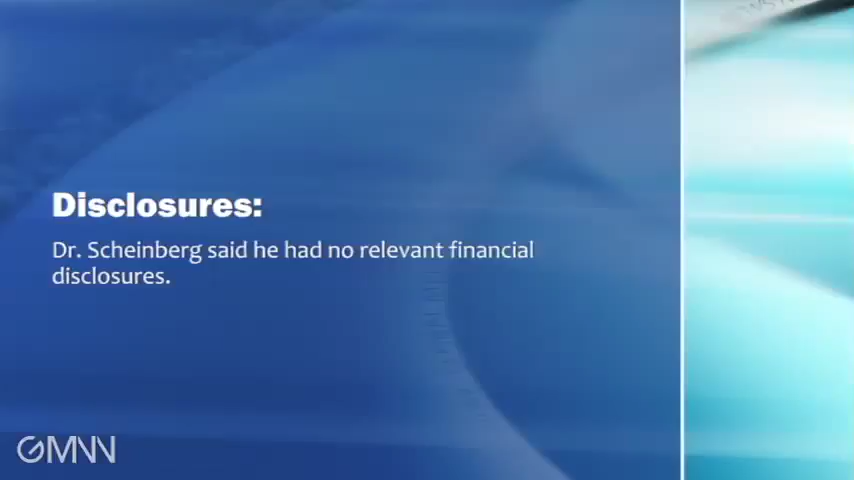 Disclosures:
Dr. Scheinberg said he had no relevant financial
disclosures.
GMNN